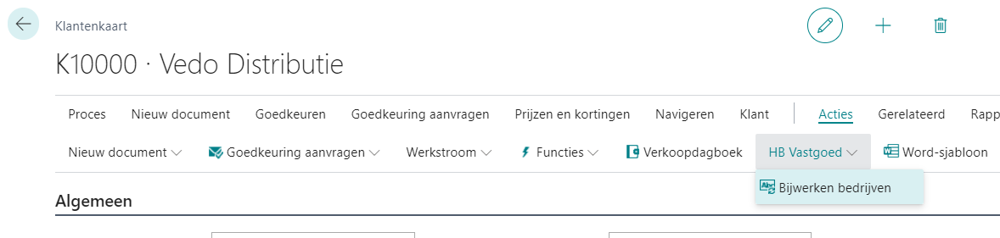 Klantenkaart
K10000 · Vedo Distributie
Proces Nieuw document Goedkeuren Goedkeuring aanvragen Prijzen en kortingen Navigeren Klant Acties Gerelateerd Rapp
Nieuw document Goedkeuring aanvragen Werkstroom Functies Verkoopdagboek HB Vastgoed Word-sjabloon
Bijwerken bedrijven
Algemeen